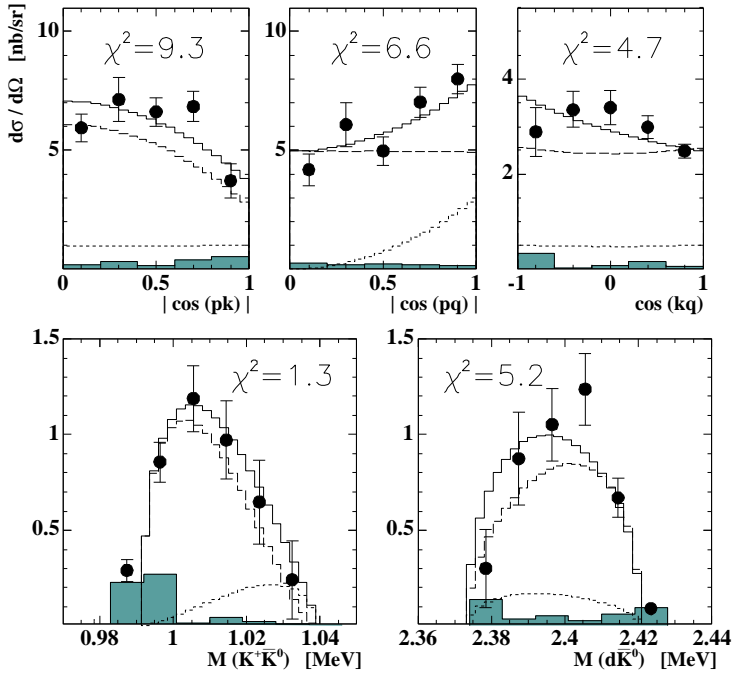 dσ / dΩ [nb/sr]
χ²=9.3
χ²=6.6
χ²=4.7
10
5
10
5
4
2
0 0.5 1
0 0.5 1
-1 0 1
| cos (pk) |
| cos (pq) |
cos (kq)
1.5
1
0.5
χ²=1.3
1.5
1
0.5
χ²=5.2
0.98 1 1.02 1.04
2.36 2.38 2.4 2.42 2.44
M (K⁺K̅⁰) [MeV]
M (dK̅⁰) [MeV]